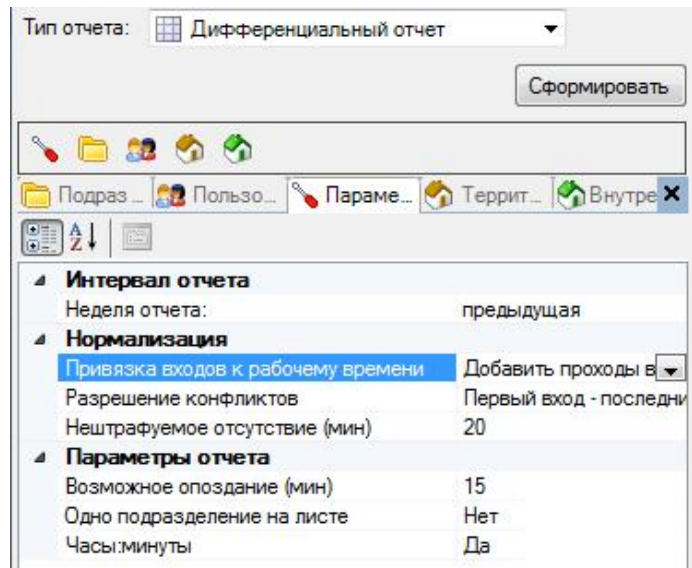 Тип отчета: Дифференциальный отчет
Сформировать
Подраз... Пользо... Параме... Террит... Внутре
Интервал отчета
Неделя отчета: предыдущая
Нормализация
Привязка входов к рабочему времени Добавить проходы в
Разрешение конфликтов Первый вход - последни
Нештрафуемое отсутствие (мин) 20
Параметры отчета
Возможное опоздание (мин) 15
Одно подразделение на листе Нет
Часы:минуты Да